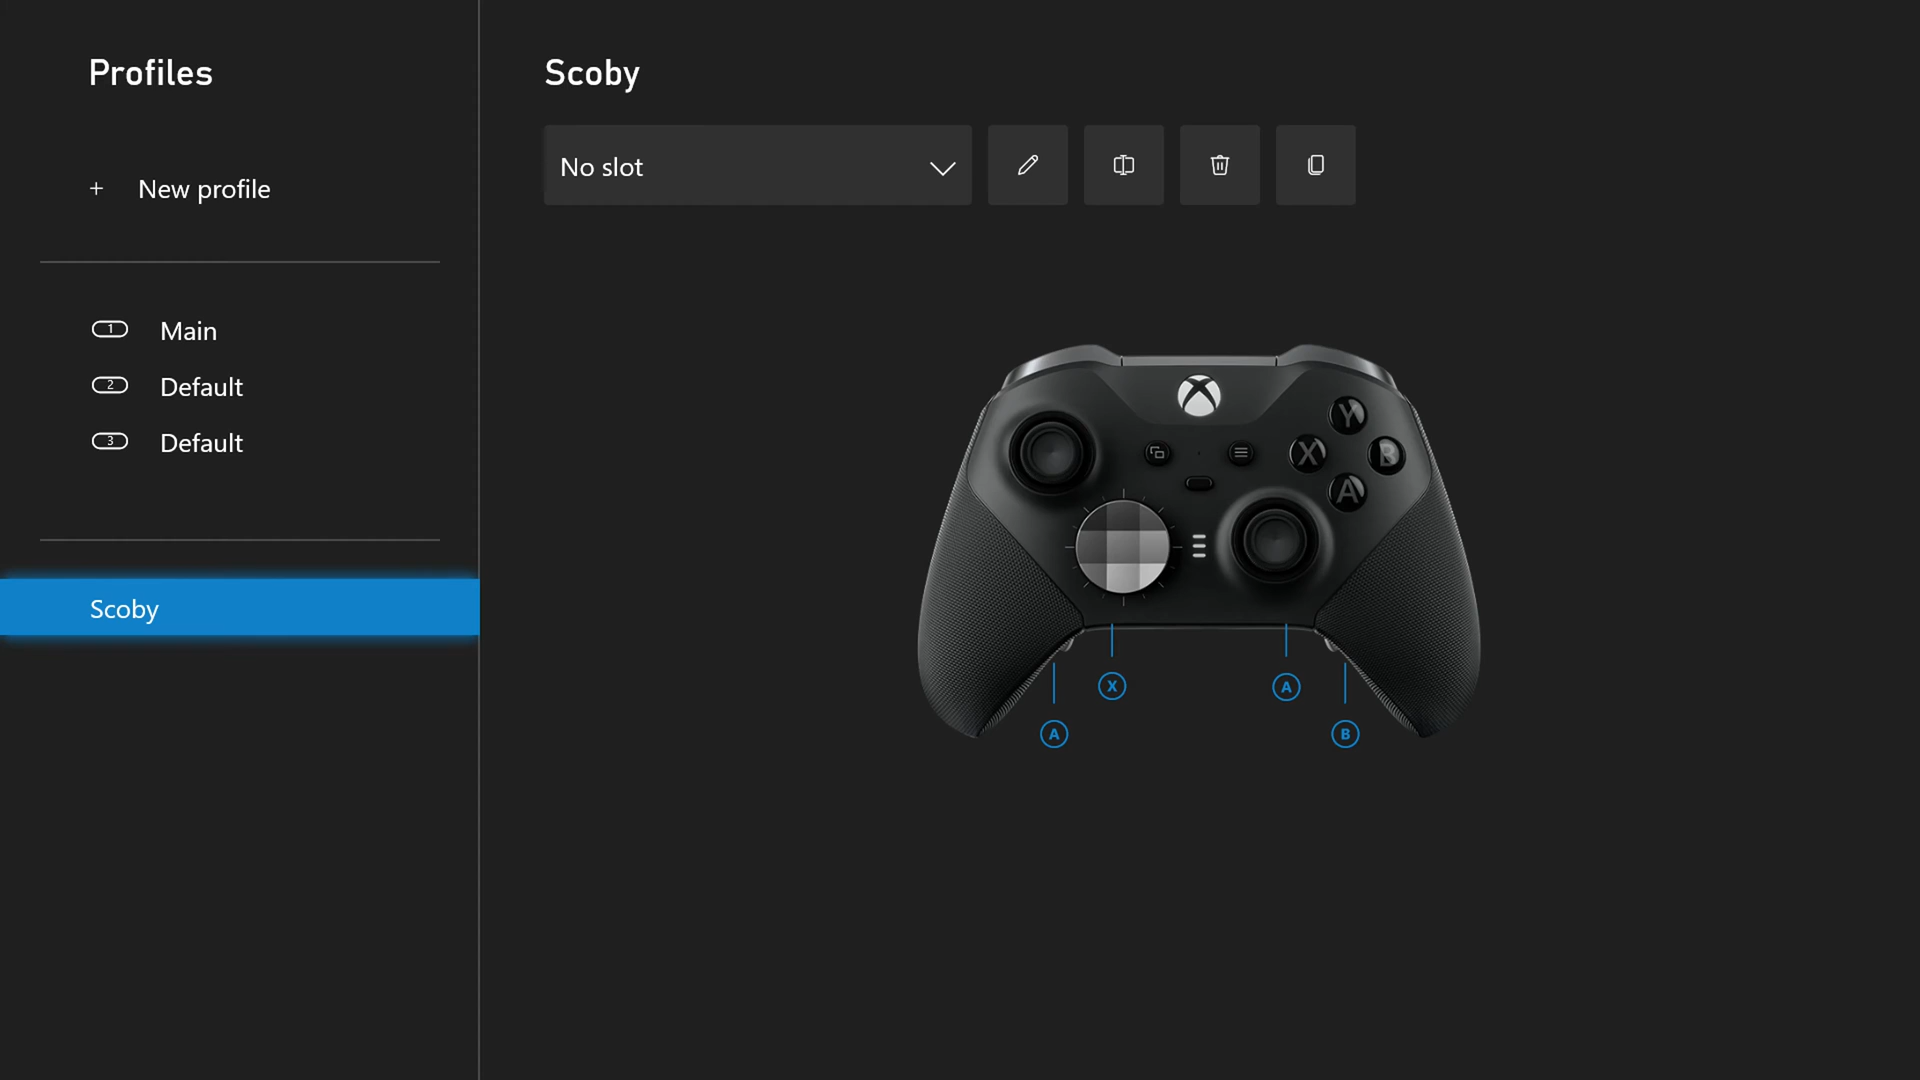 Profiles
+ New profile
1 Main
2 Default
3 Default
Scoby
Scoby
No slot
Y
X
B
A
X
A
A
B